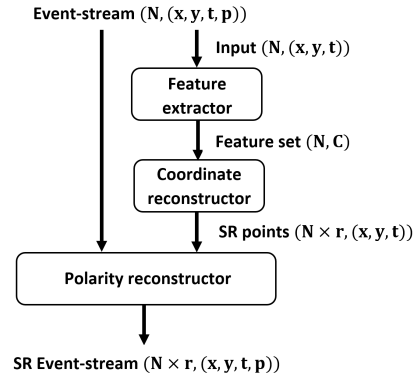 Event-stream (N, (x, y, t, p))
Input (N, (x, y, t))
Feature
extractor
Feature set (N, C)
Coordinate
reconstructor
SR points (N × r, (x, y, t))
Polarity reconstructor
SR Event-stream (N × r, (x, y, t, p))